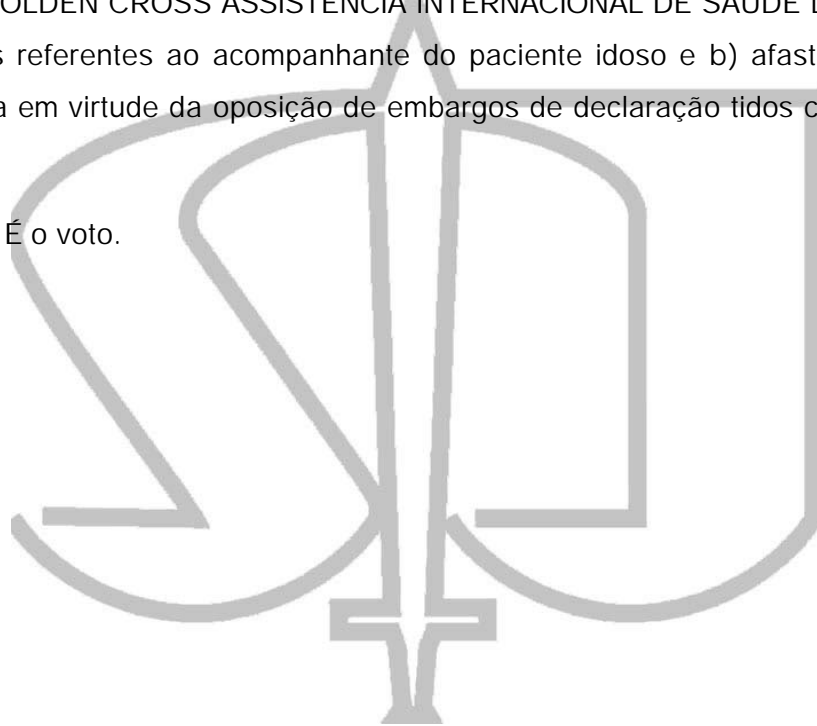 OLDEN CROSS ASSISTÊNCIA INTERNACIONAL DE SAÚDE
s referentes ao acompanhante do paciente idoso e b) afast
a em virtude da oposição de embargos de declaração tidos c
É o voto.